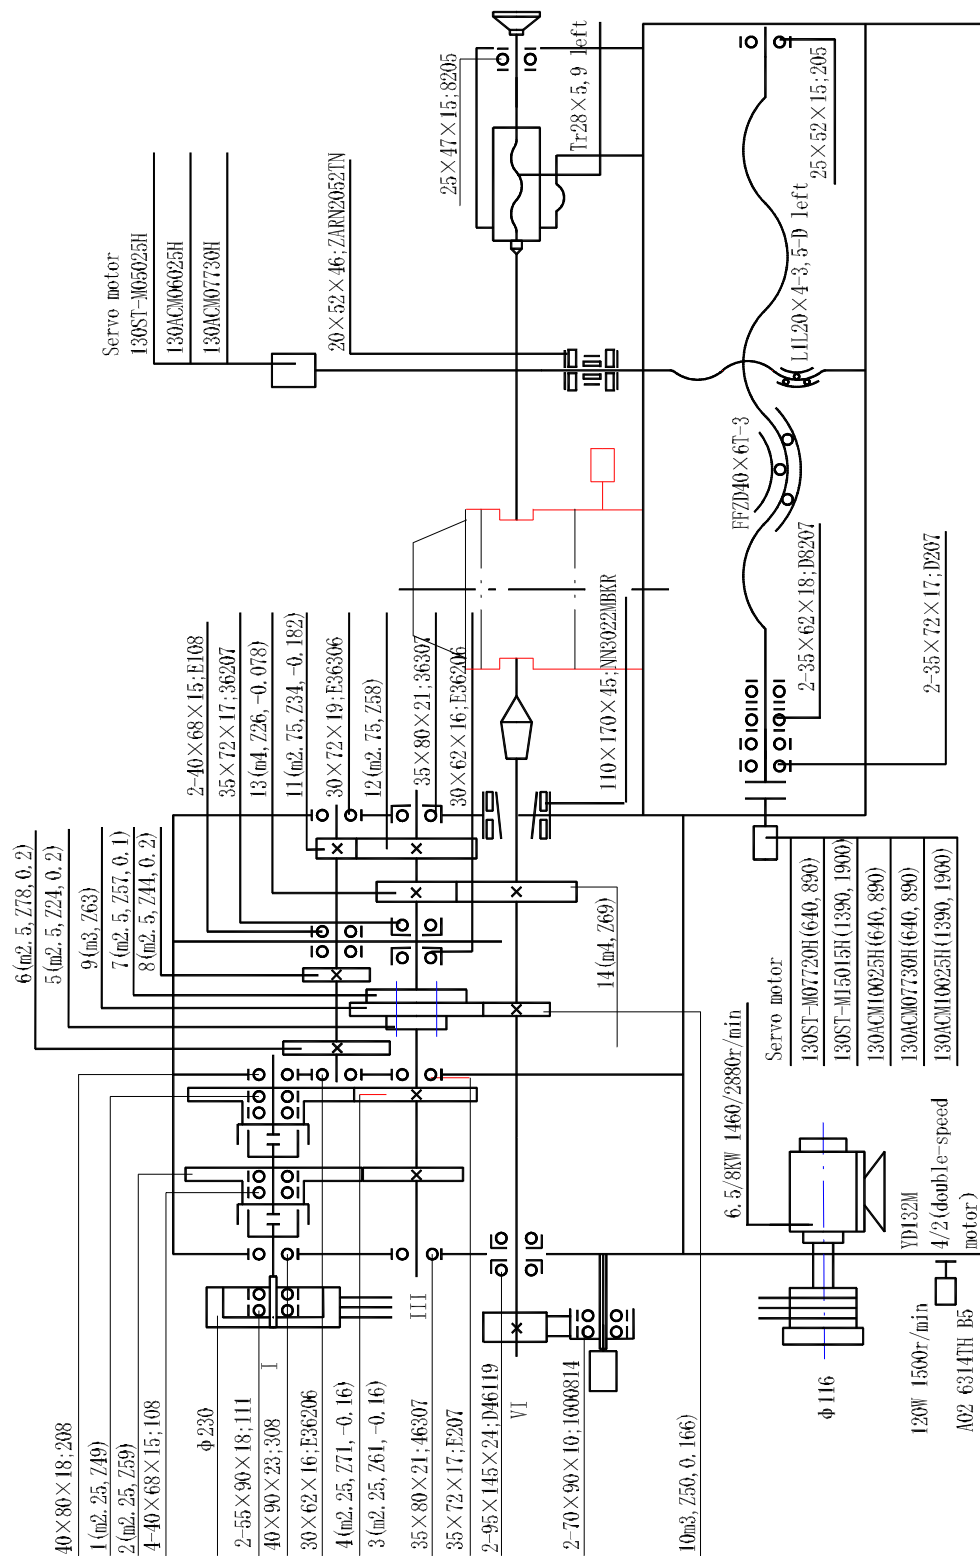 Servo motor
130ST-M05025H
130ACM06025H
130ACM07730H
20×52×46;ZARN2052TN
25×47×15;8205
Tr28×5,9 left
25×52×15;205
L1L20×4-3,5-D left
FFZD40×6T-3
2-35×62×18;D8207
2-35×72×17;D207
6(m2.5,Z78,0.2)
5(m2.5,Z24,0.2)
9(m3,Z63)
7(m2.5,Z57,0.1)
8(m2.5,Z44,0.2)
2-40×68×15;E108
35×72×17;36207
13(m4,Z26,-0.078)
11(m2.75,Z34,-0.182)
30×72×19;E36306
12(m2.75,Z58)
35×80×21;36307
30×62×16;E36206
110×170×45;NN3022MBKR
14(m4,Z69)
Servo motor
130ST-M07720H(640,890)
130ST-M15015H(1390,1900)
130ACM10025H(640,890)
130ACM07730H(640,890)
130ACM10025H(1390,1900)
40×80×18;208
1(m2.25,Z49)
2(m2.25,Z59)
4-40×68×15;108
φ230
2-55×90×18;111
I
40×90×23;308
30×62×16;E36206
4(m2.25,Z71,-0.16)
3(m2.25,Z61,-0.16)
III
35×80×21;46307
35×72×17;E207
2-95×145×24;D46119
VI
2-70×90×10;1000814
10m3,Z50,0.166)
6.5/8KW 1460/2880r/min
φ116
YD132M
4/2(double-speed
motor)
120W 1500r/min
A02 6314TH B5